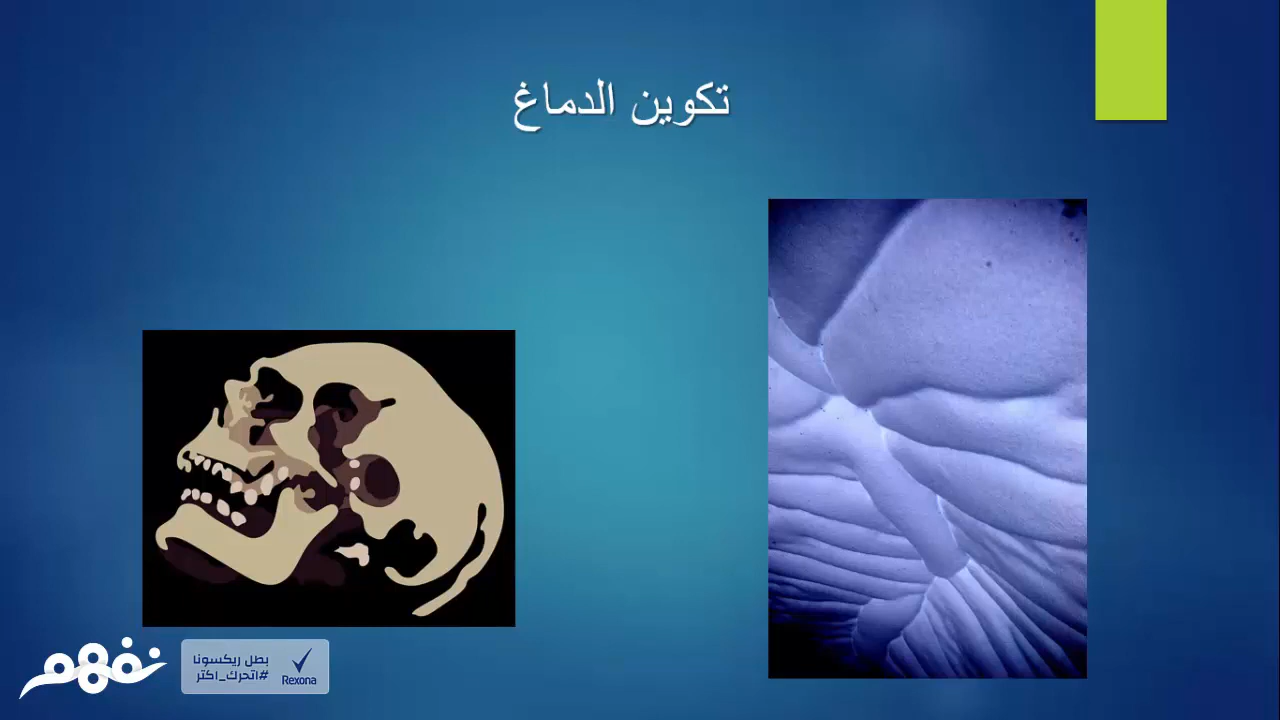 تكوين الدماغ
نفهم
بطل ريكسونا
#اتحرك_اكتر
Rexona